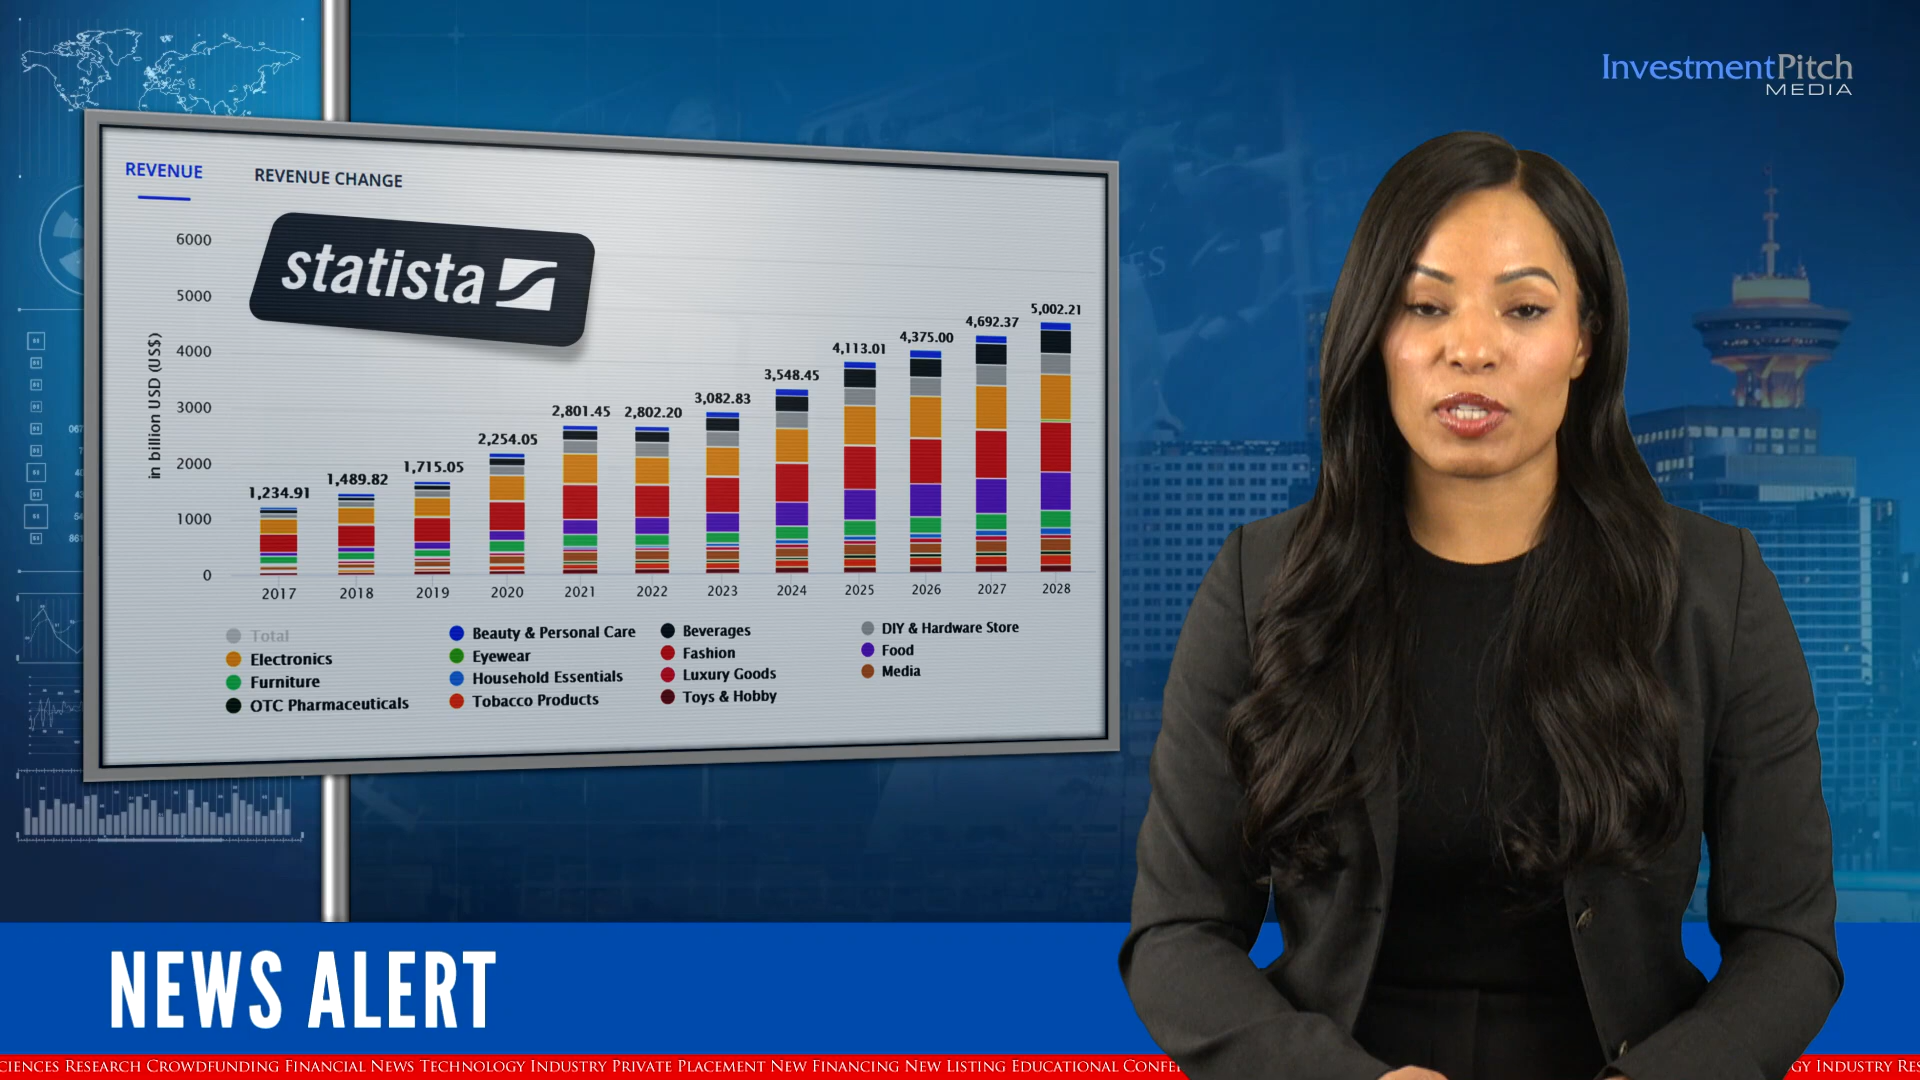 InvestmentPitch
MEDIA
REVENUE
REVENUE CHANGE
statista
in billion USD (US$)
6000
5000
4000
3000
2000
1000
0
1,234.91
1,489.82
1,715.05
2,254.05
2,801.45
2,802.20
3,082.83
3,548.45
4,113.01
4,375.00
4,692.37
5,002.21
2017 2018 2019 2020 2021 2022 2023 2024 2025 2026 2027 2028
Total
Beauty & Personal Care
Beverages
DIY & Hardware Store
Electronics
Eyewear
Fashion
Food
Furniture
Household Essentials
Luxury Goods
Media
OTC Pharmaceuticals
Tobacco Products
Toys & Hobby
NEWS ALERT
RESEARCH CROWDFUNDING FINANCIAL NEWS TECHNOLOGY INDUSTRY PRIVATE PLACEMENT NEW FINANCING NEW LISTING EDUCATIONAL INDUSTRY